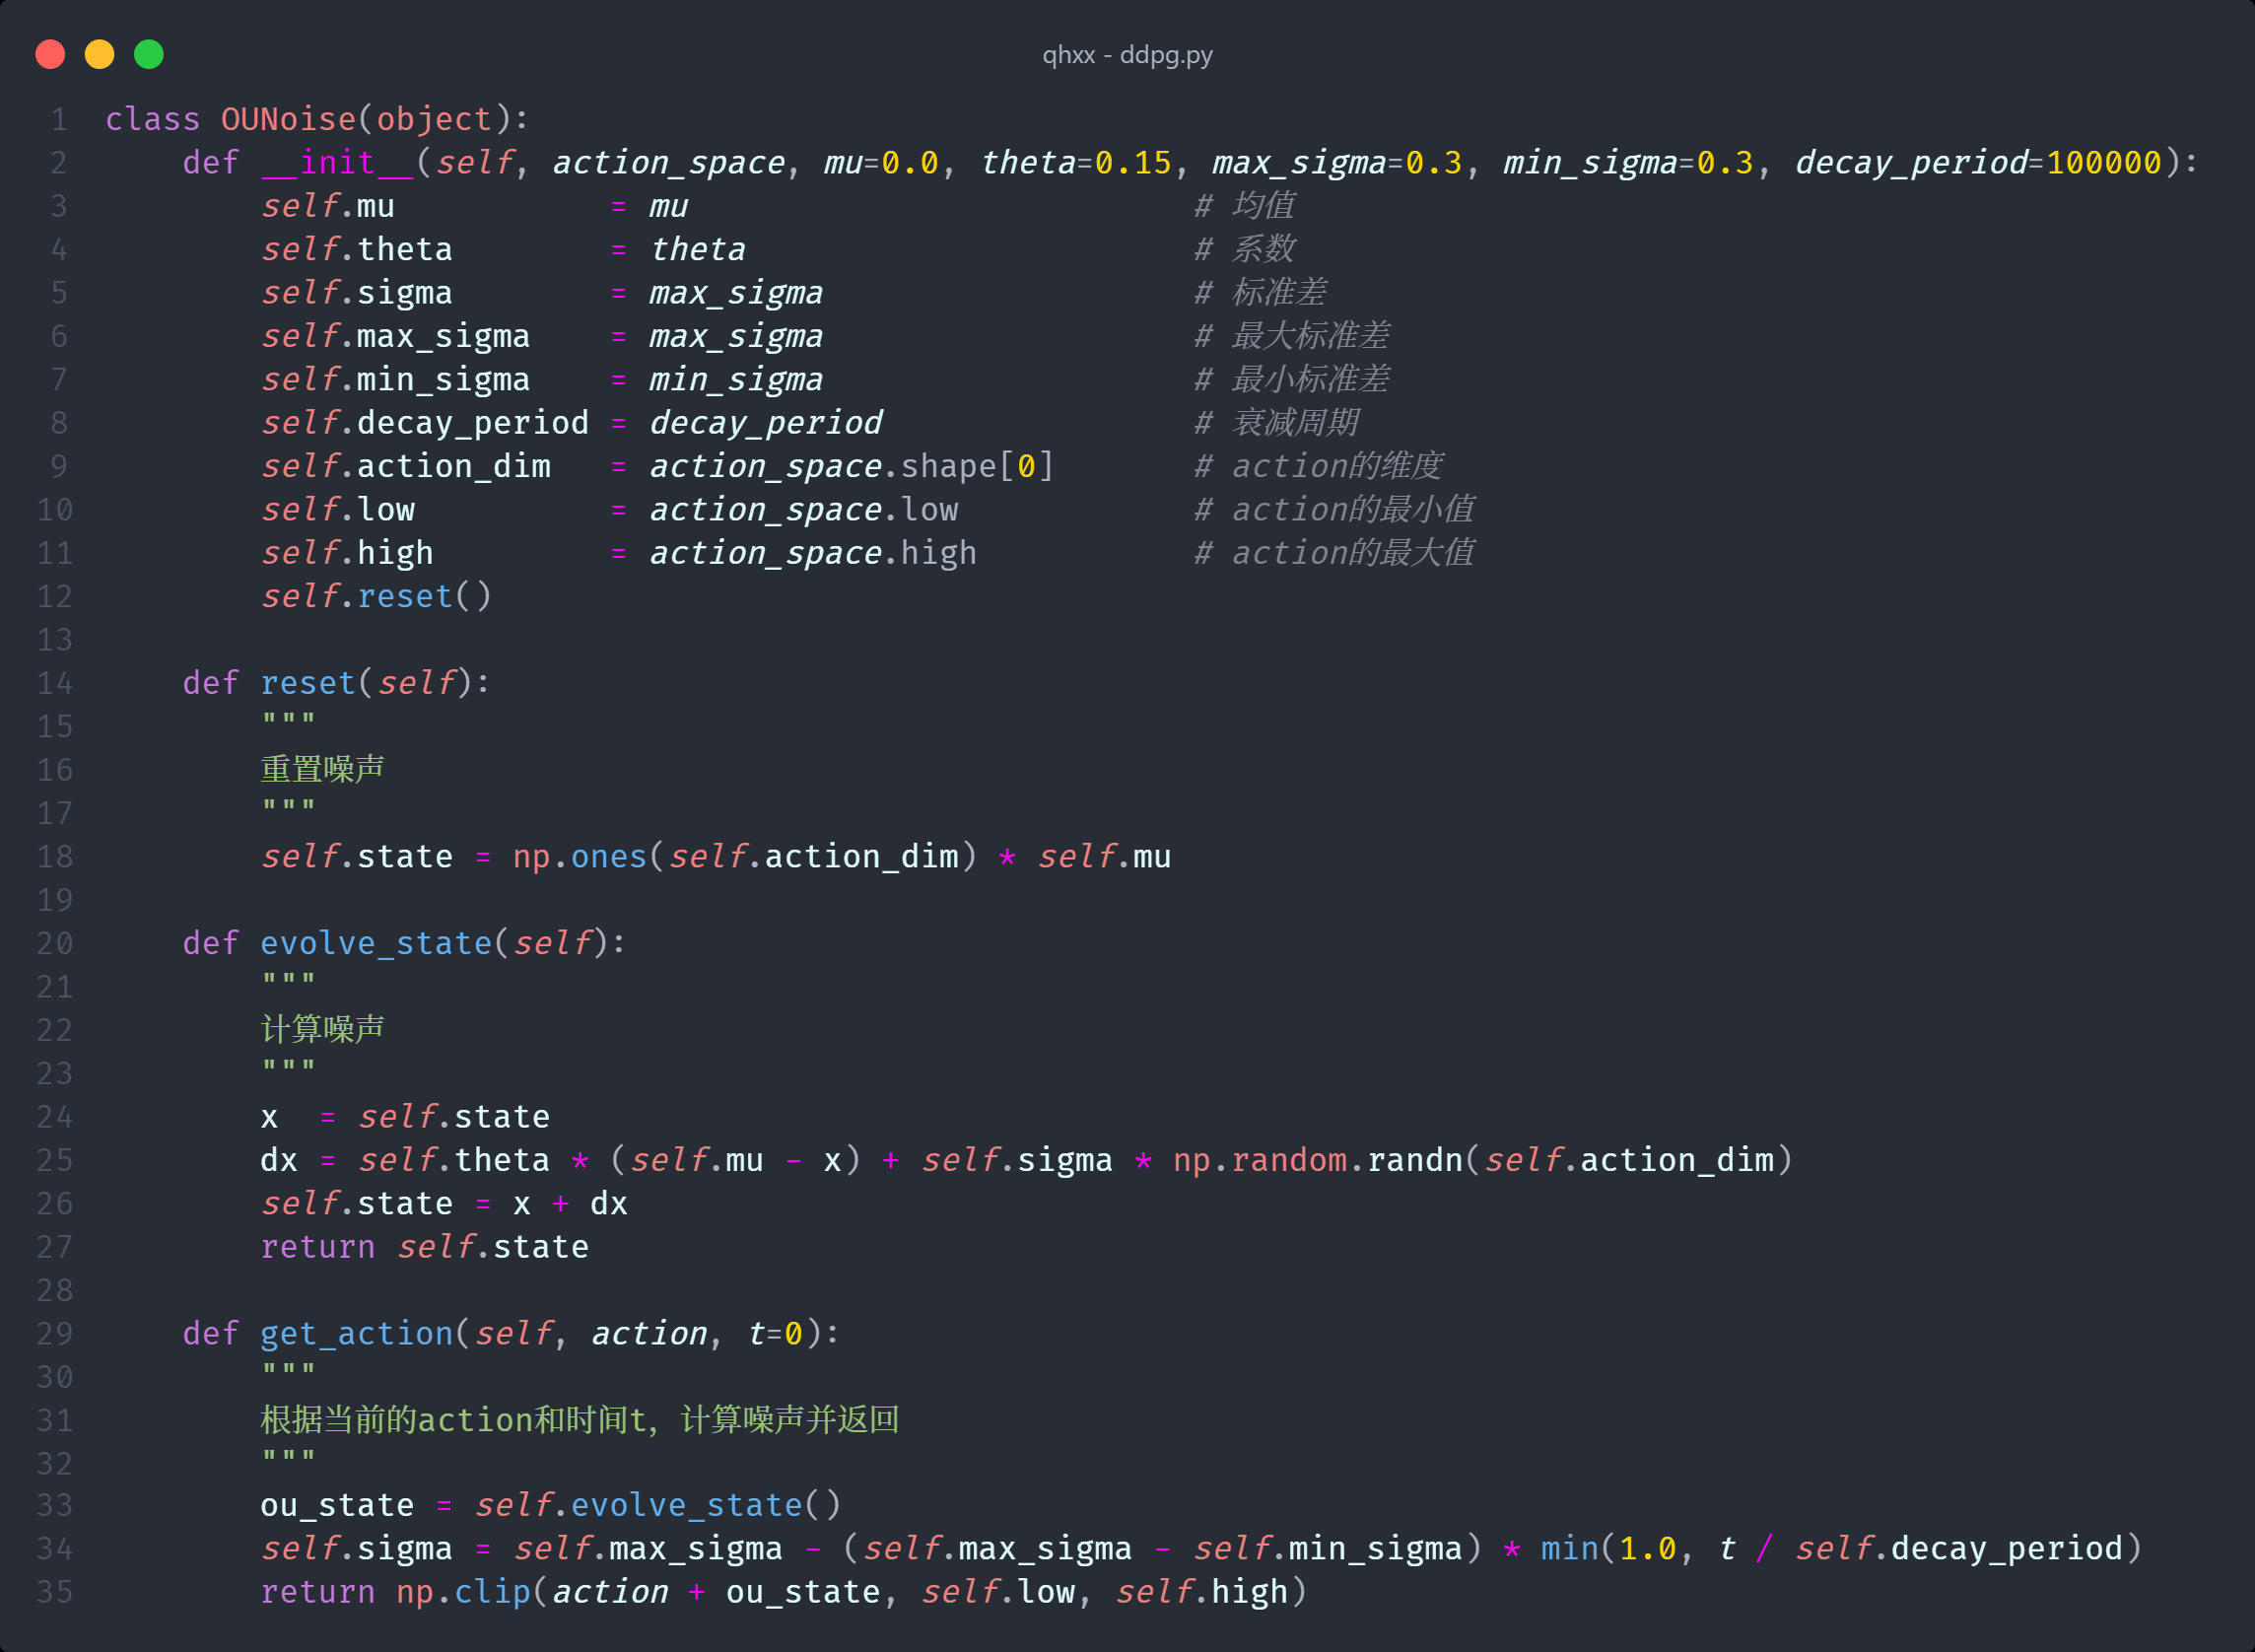 qhxx - ddpg.py
1 class OUNoise(object):
2     def __init__(self, action_space, mu=0.0, theta=0.15, max_sigma=0.3, min_sigma=0.3, decay_period=100000):
3         self.mu           = mu                          # 均值
4         self.theta        = theta                       # 系数
5         self.sigma        = max_sigma                   # 标准差
6         self.max_sigma    = max_sigma                   # 最大标准差
7         self.min_sigma    = min_sigma                   # 最小标准差
8         self.decay_period = decay_period                # 衰减周期
9         self.action_dim   = action_space.shape[0]       # action的维度
10         self.low          = action_space.low            # action的最小值
11         self.high         = action_space.high           # action的最大值
12         self.reset()
13
14     def reset(self):
15         """
16         重置噪声
17         """
18         self.state = np.ones(self.action_dim) * self.mu
19
20     def evolve_state(self):
21         """
22         计算噪声
23         """
24         x  = self.state
25         dx = self.theta * (self.mu - x) + self.sigma * np.random.randn(self.action_dim)
26         self.state = x + dx
27         return self.state
28
29     def get_action(self, action, t=0):
30         """
31         根据当前的action和时间t，计算噪声并返回
32         """
33         ou_state = self.evolve_state()
34         self.sigma = self.max_sigma - (self.max_sigma - self.min_sigma) * min(1.0, t / self.decay_period)
35         return np.clip(action + ou_state, self.low, self.high)